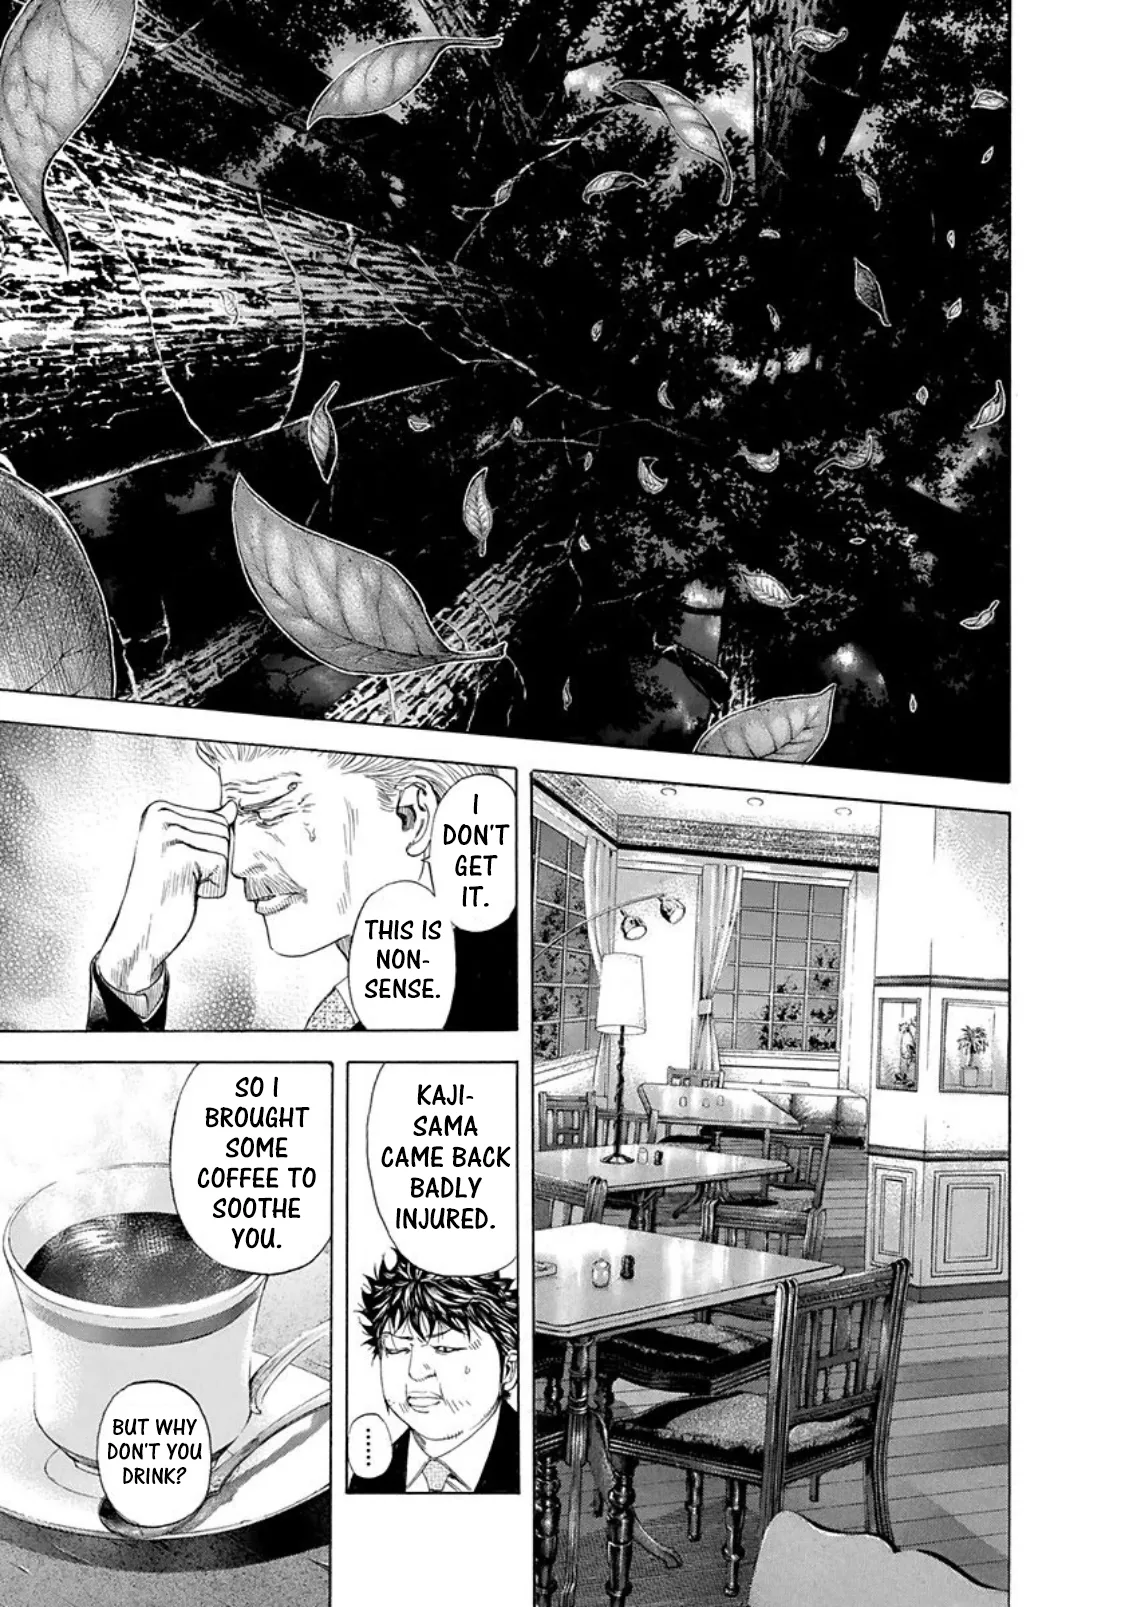 I
DON'T
GET
IT.
THIS IS
NON-
SENSE.
KAJI-
SAMA
CAME BACK
BADLY
INJURED.
......
SO I
BROUGHT
SOME
COFFEE TO
SOOTHE
YOU.
BUT WHY
DON'T YOU
DRINK?